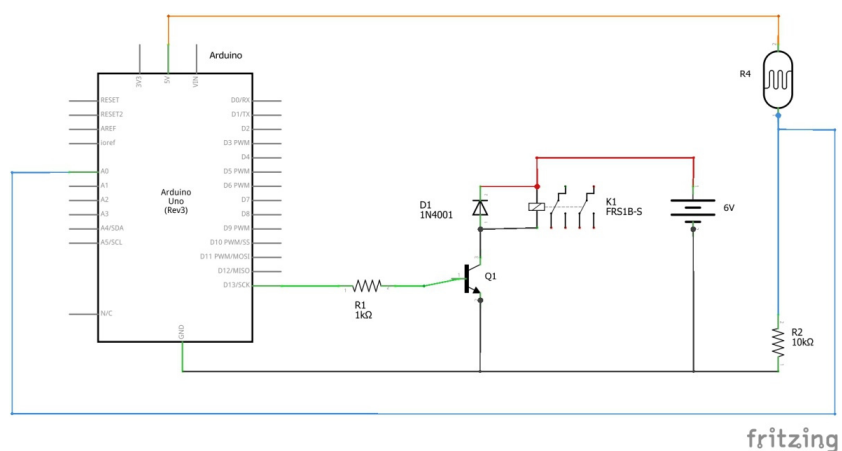 Arduino
3V3
5V
VIN
RESET
RESET2
AREF
ioref
A0
A1
A2
A3
A4/SDA
A5/SCL
N/C
Arduino
Uno
(Rev3)
D0/RX
D1/TX
D2
D3 PWM
D4
D5 PWM
D6 PWM
D7
D8
D9 PWM
D10 PWM/SS
D11 PWM/MOSI
D12/MISO
D13/SCK
GND
R1
1kΩ
D1
1N4001
Q1
K1
FRS1B-S
6V
R4
R2
10kΩ
fritzing